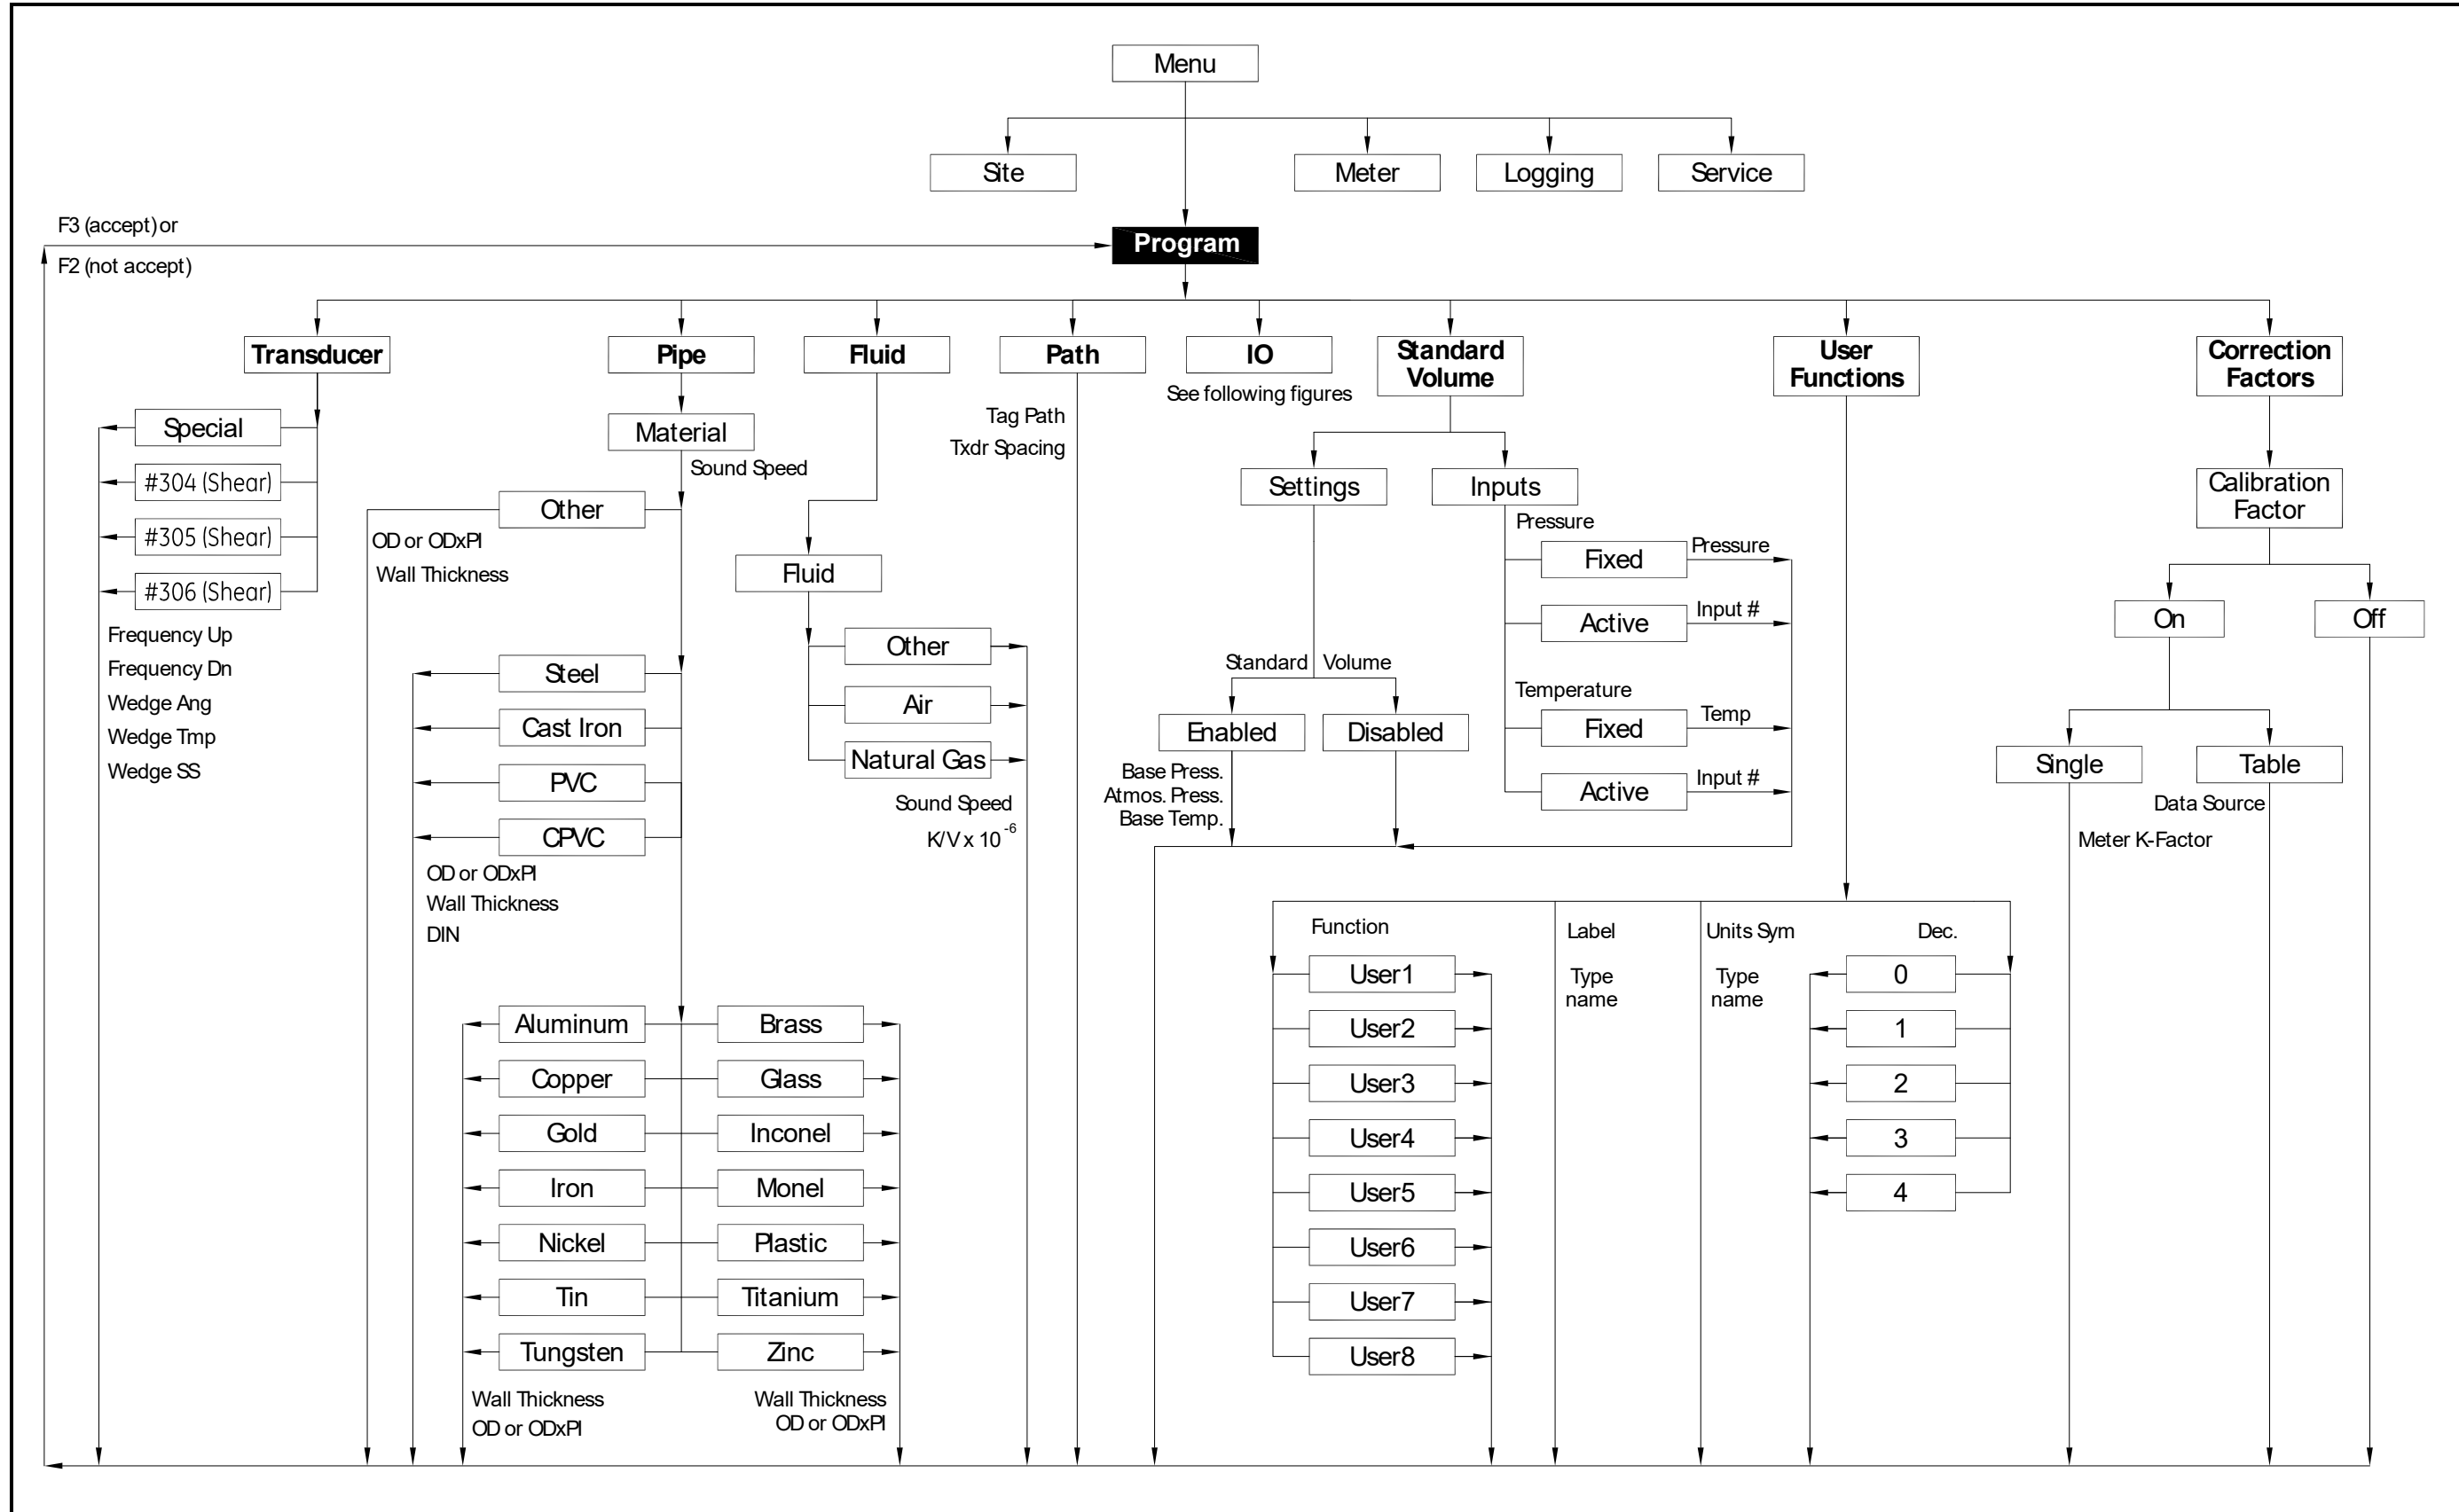 Menu
Site
Meter
Logging
Service
F3 (accept) or
F2 (not accept)
Program
Transducer
Pipe
Fluid
Path
IO
Standard
Volume
User
Functions
Correction
Factors
See following figures
Special
#304 (Shear)
#305 (Shear)
#306 (Shear)
Frequency Up
Frequency Dn
Wedge Ang
Wedge Tmp
Wedge SS
Material
Sound Speed
Other
OD or ODxPI
Wall Thickness
Steel
Cast Iron
PVC
CPVC
OD or ODxPI
Wall Thickness
DIN
Aluminum
Brass
Copper
Glass
Gold
Inconel
Iron
Monel
Nickel
Plastic
Tin
Titanium
Tungsten
Zinc
Wall Thickness
OD or ODxPI
Wall Thickness
OD or ODxPI
Fluid
Other
Air
Natural Gas
Sound Speed
K/V x 10⁻⁶
Tag Path
Txdr Spacing
Settings
Inputs
Standard Volume
Enabled
Disabled
Base Press.
Atmos. Press.
Base Temp.
Pressure
Fixed
Pressure
Active
Input #
Temperature
Fixed
Temp
Active
Input #
Function
User1
User2
User3
User4
User5
User6
User7
User8
Label
Type
name
Units Sym
Type
name
Dec.
0
1
2
3
4
Calibration
Factor
On
Off
Single
Table
Data Source
Meter K-Factor